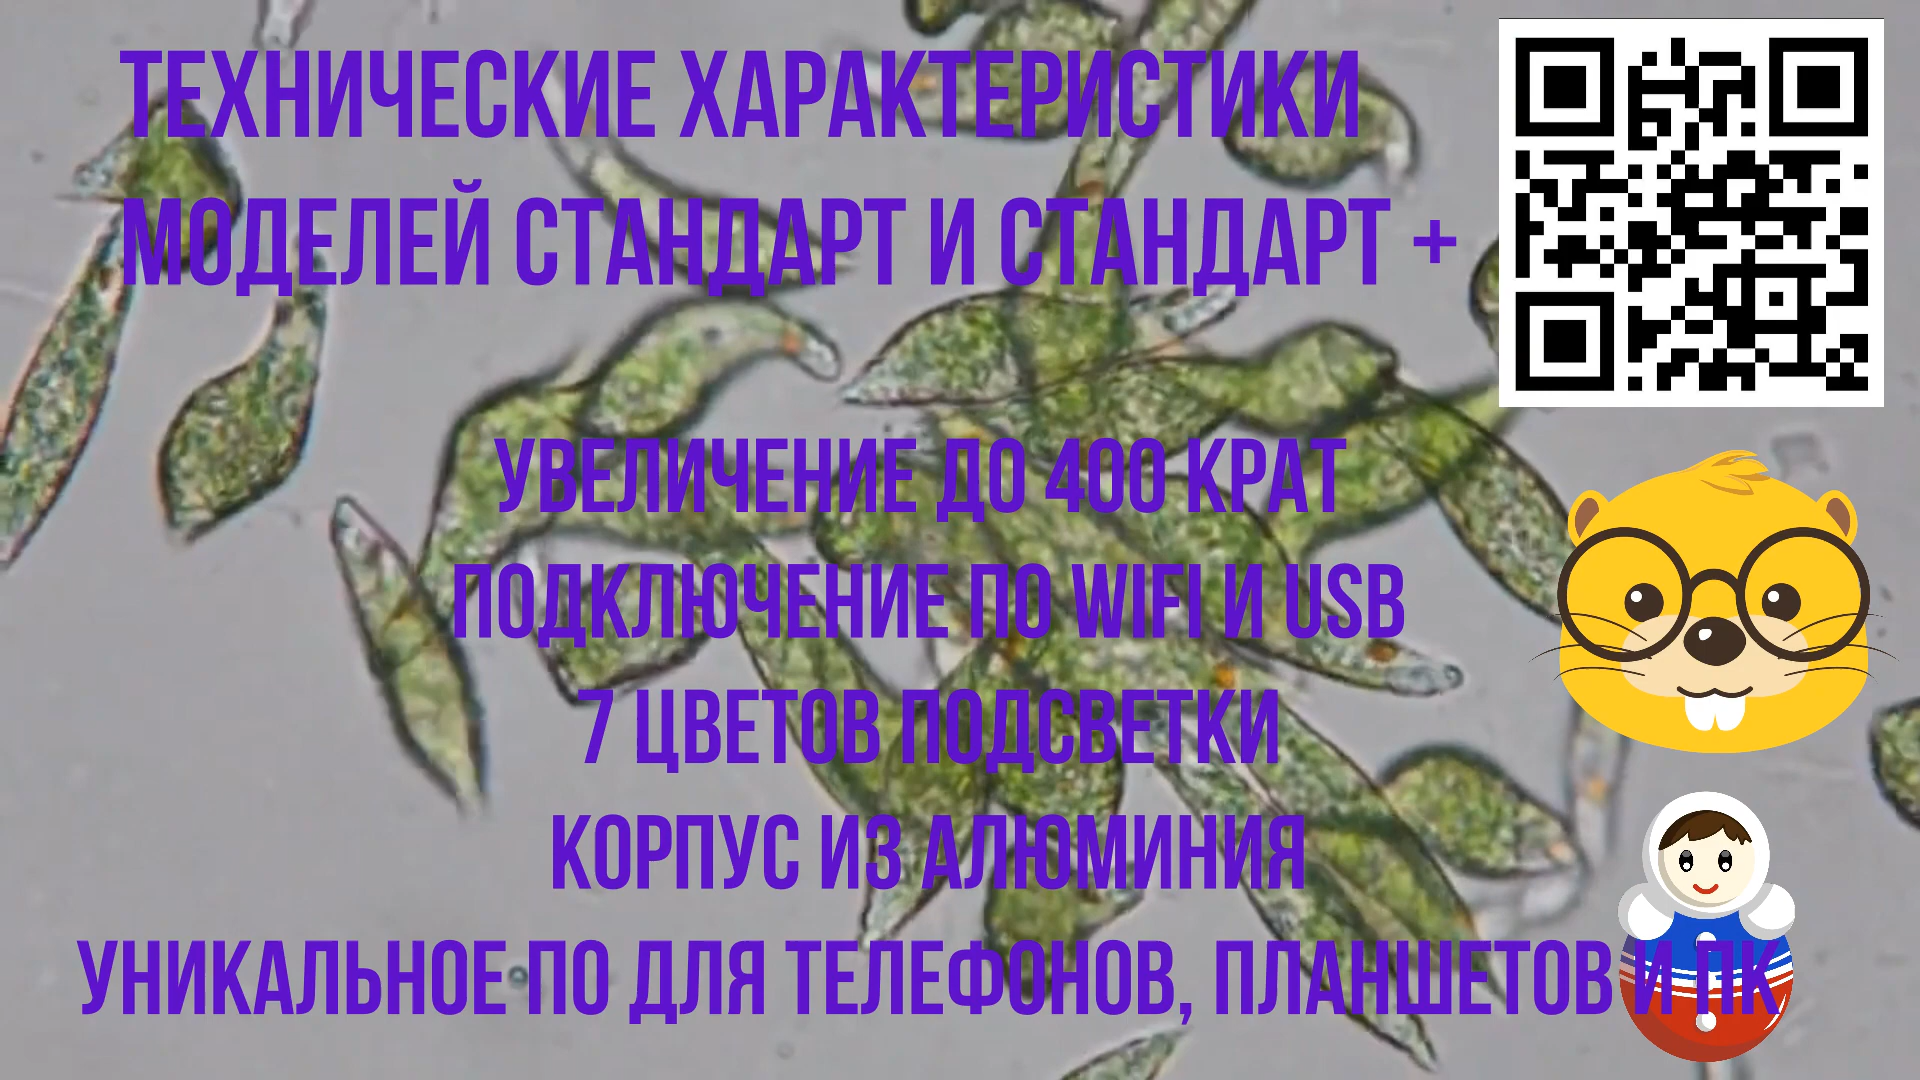 ТЕХНИЧЕСКИЕ ХАРАКТЕРИСТИКИ
МОДЕЛЕЙ СТАНДАРТ И СТАНДАРТ +
УВЕЛИЧЕНИЕ ДО 400 КРАТ
ПОДКЛЮЧЕНИЕ ПО WIFI И USB
7 ЦВЕТОВ ПОДСВЕТКИ
КОРПУС ИЗ АЛЮМИНИЯ
УНИКАЛЬНОЕ ПО ДЛЯ ТЕЛЕФОНОВ, ПЛАНШЕТОВ И ПК